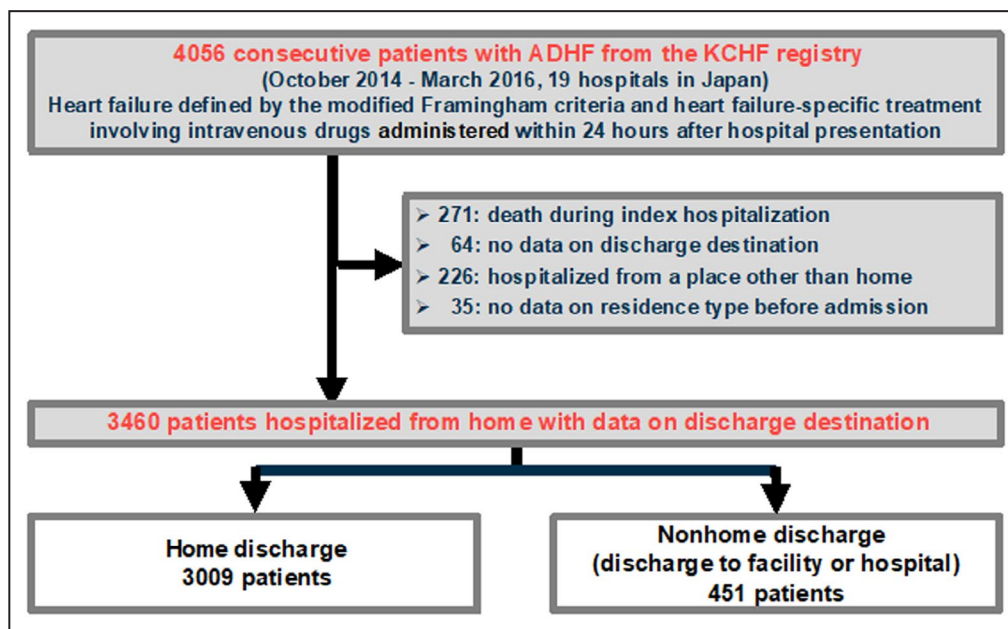 4056 consecutive patients with ADHF from the KCHF registry
(October 2014 - March 2016, 19 hospitals in Japan)
Heart failure defined by the modified Framingham criteria and heart failure-specific treatment
involving intravenous drugs administered within 24 hours after hospital presentation
➢ 271: death during index hospitalization
➢ 64: no data on discharge destination
➢ 226: hospitalized from a place other than home
➢ 35: no data on residence type before admission
3460 patients hospitalized from home with data on discharge destination
Home discharge
3009 patients
Nonhome discharge
(discharge to facility or hospital)
451 patients